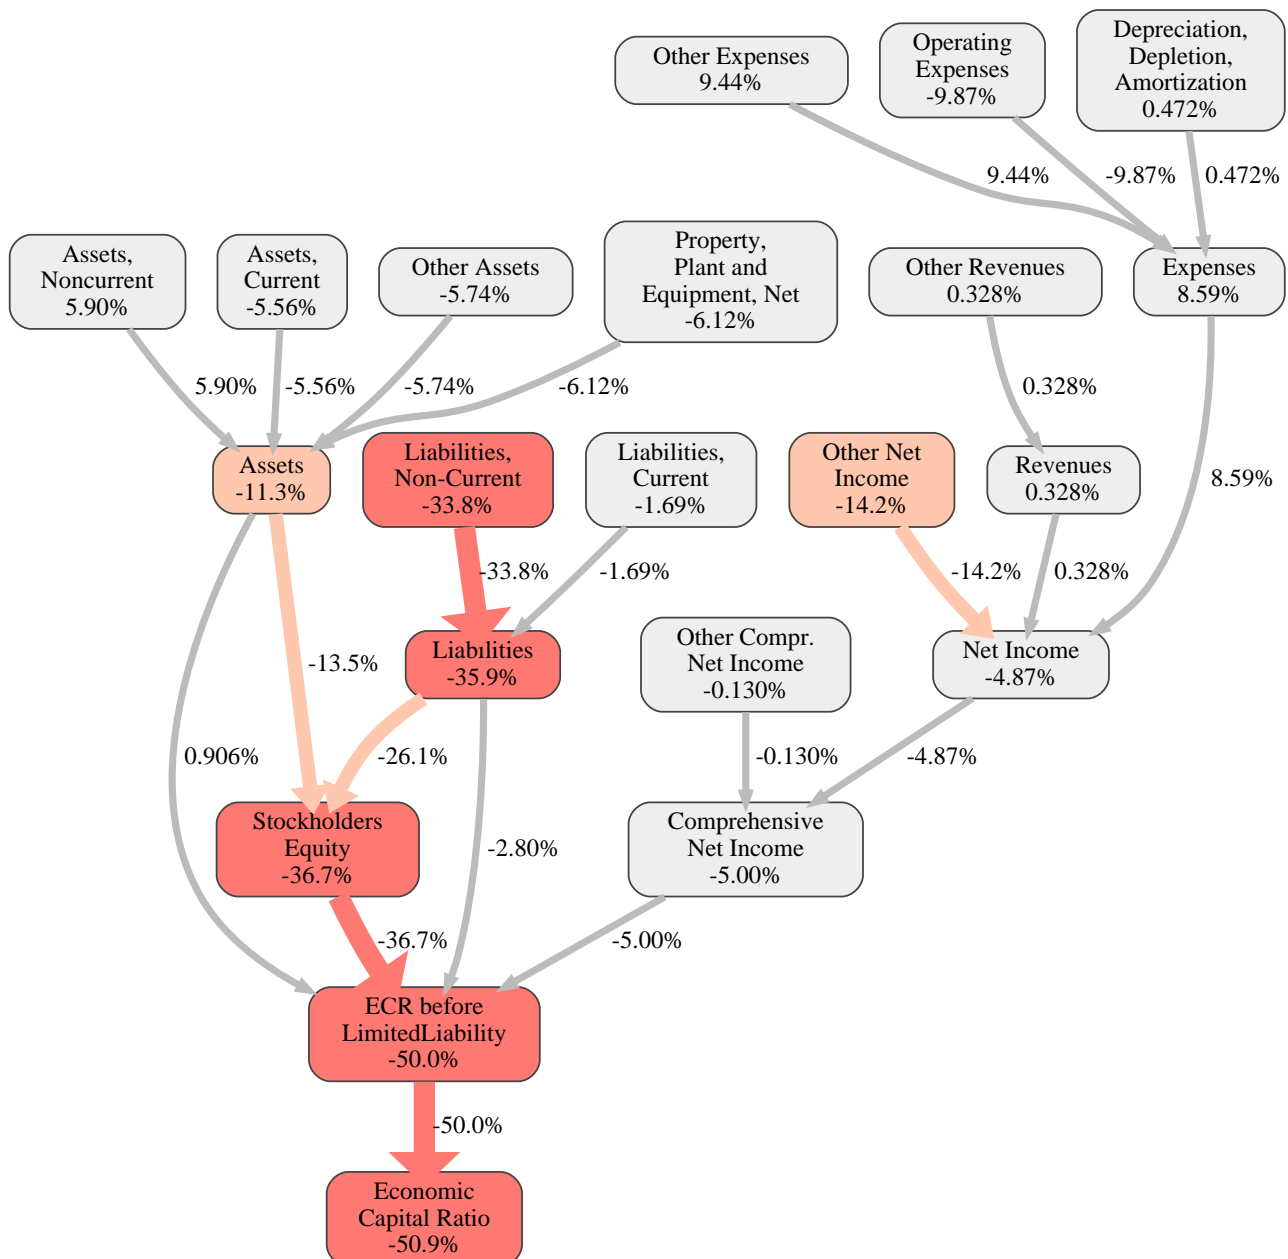 Other Expenses
9.44%
Operating
Expenses
-9.87%
Depreciation,
Depletion,
Amortization
0.472%
9.44%
-9.87%
0.472%
Assets,
Noncurrent
5.90%
Assets,
Current
-5.56%
Other Assets
-5.74%
Property,
Plant and
Equipment, Net
-6.12%
Other Revenues
0.328%
Expenses
8.59%
5.90%
-5.56%
-5.74%
-6.12%
0.328%
8.59%
Assets
-11.3%
Liabilities,
Non-Current
-33.8%
Liabilities,
Current
-1.69%
Other Net
Income
-14.2%
Revenues
0.328%
-33.8%
-1.69%
-14.2%
0.328%
Liabilities
-35.9%
Other Compr.
Net Income
-0.130%
Net Income
-4.87%
-13.5%
0.906%
-26.1%
-0.130%
-4.87%
Stockholders
Equity
-36.7%
-2.80%
Comprehensive
Net Income
-5.00%
-36.7%
-5.00%
ECR before
LimitedLiability
-50.0%
-50.0%
Economic
Capital Ratio
-50.9%